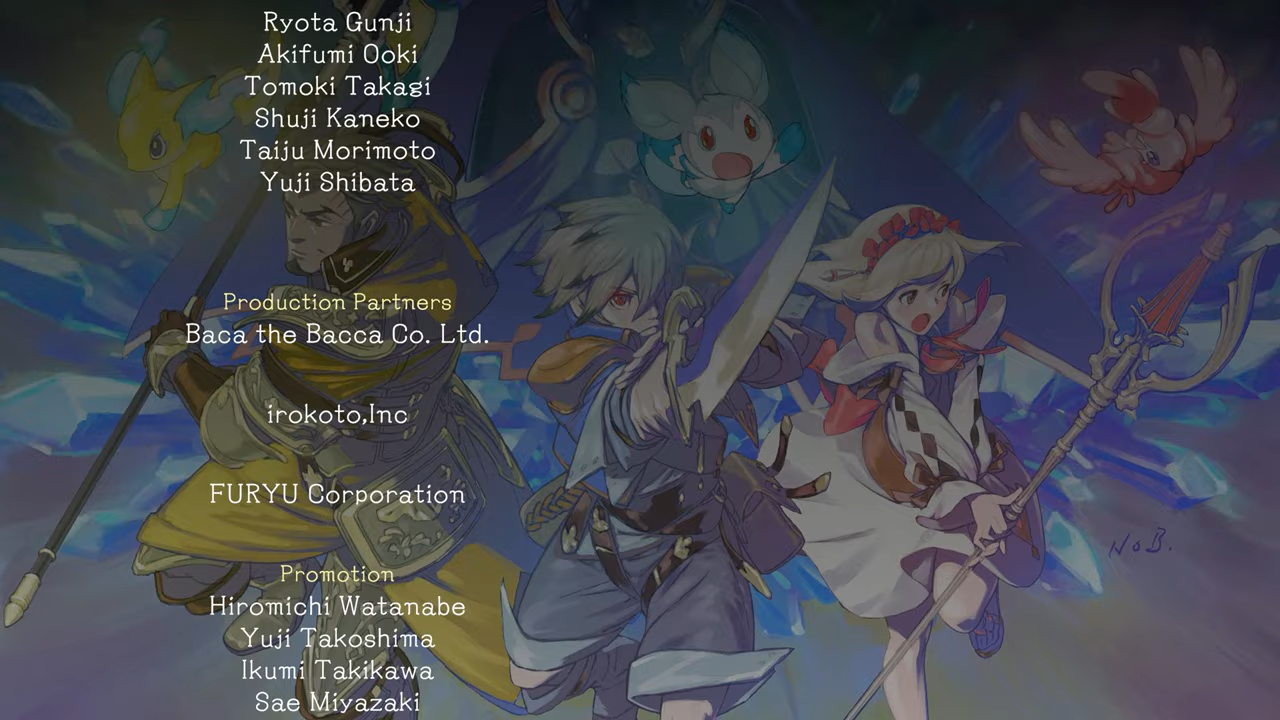 Ryota Gunji
Akifumi Ooki
Tomoki Takagi
Shuji Kaneko
Taiju Morimoto
Yuji Shibata
Production Partners
Baca the Bacca Co. Ltd.
irokoto,Inc
FURYU Corporation
NoB.
Promotion
Hiromichi Watanabe
Yuji Takoshima
Ikumi Takikawa
Sae Miyazaki